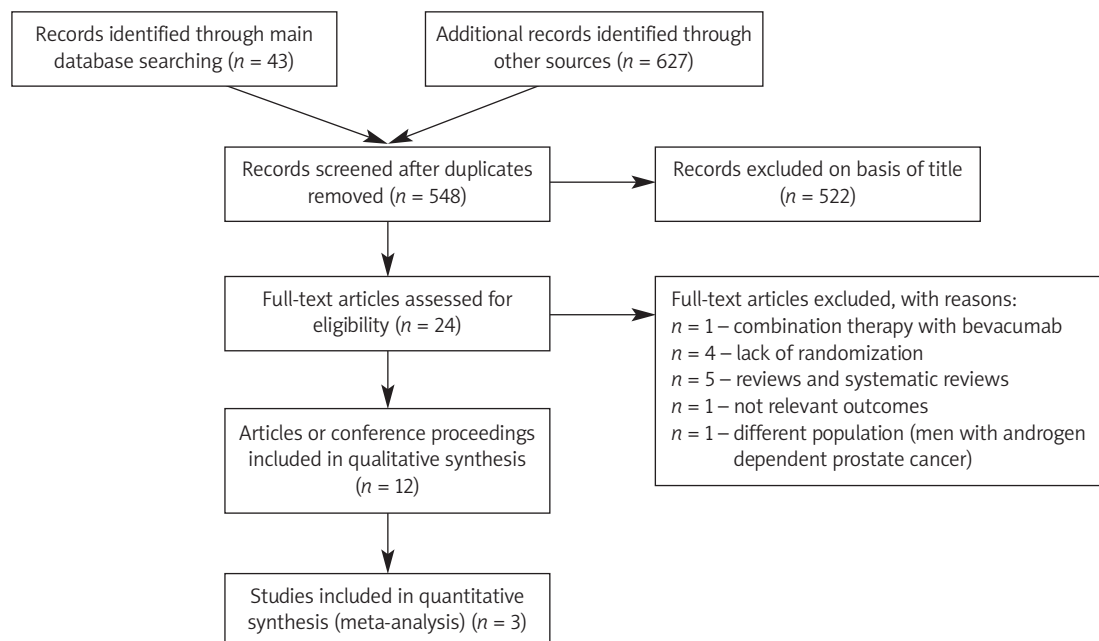 Records identified through main
database searching (n = 43)
Additional records identified through
other sources (n = 627)
Records screened after duplicates
removed (n = 548)
Records excluded on basis of title
(n = 522)
Full-text articles assessed for
eligibility (n = 24)
Full-text articles excluded, with reasons:
n = 1 – combination therapy with bevacumab
n = 4 – lack of randomization
n = 5 – reviews and systematic reviews
n = 1 – not relevant outcomes
n = 1 – different population (men with androgen
dependent prostate cancer)
Articles or conference proceedings
included in qualitative synthesis
(n = 12)
Studies included in quantitative
synthesis (meta-analysis) (n = 3)